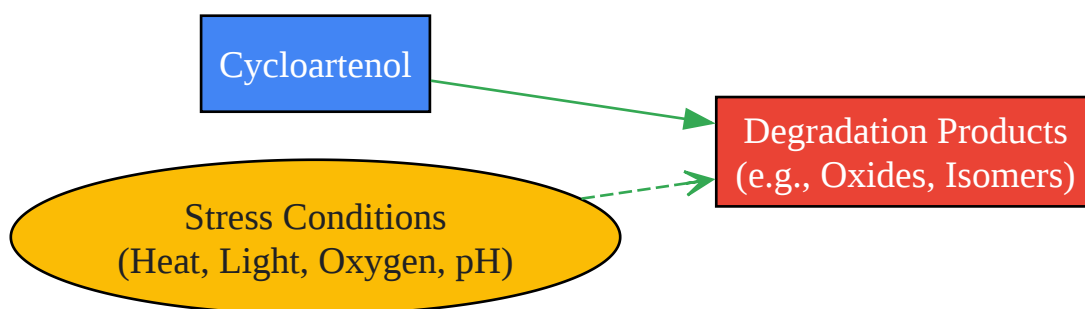 Cycloartenol
Degradation Products
(e.g., Oxides, Isomers)
Stress Conditions
(Heat, Light, Oxygen, pH)